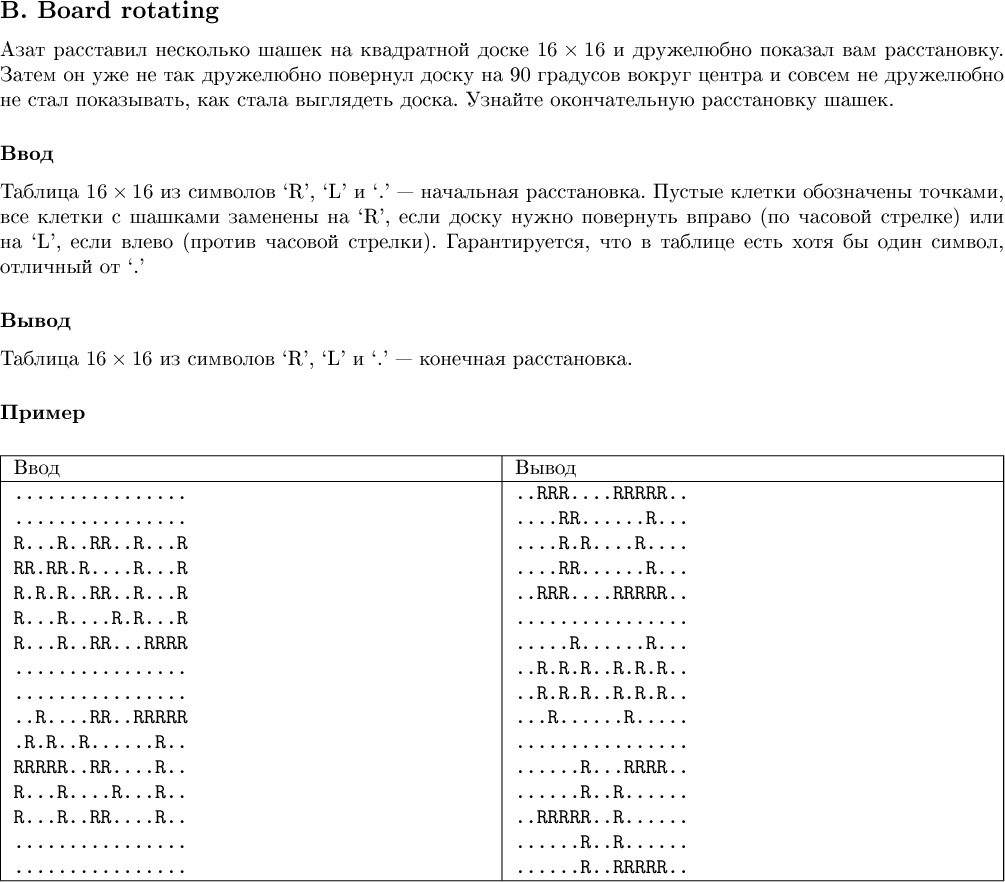 B. Board rotating
Азат расставил несколько шашек на квадратной доске 16 × 16 и дружелюбно показал вам расстановку.
Затем он уже не так дружелюбно повернул доску на 90 градусов вокруг центра и совсем не дружелюбно
не стал показывать, как стала выглядеть доска. Узнайте окончательную расстановку шашек.
Ввод
Таблица 16 × 16 из символов ‘R’, ‘L’ и ‘.’ — начальная расстановка. Пустые клетки обозначены точками,
все клетки с шашками заменены на ‘R’, если доску нужно повернуть вправо (по часовой стрелке) или
на ‘L’, если влево (против часовой стрелки). Гарантируется, что в таблице есть хотя бы один символ,
отличный от ‘.’
Вывод
Таблица 16 × 16 из символов ‘R’, ‘L’ и ‘.’ — конечная расстановка.
Пример
Ввод Вывод
................ ..RRR....RRRRR..
................ ....RR......R...
R...R..RR..R...R ....R.R....R....
RR.RR.R....R...R ....RR......R...
R.R.R..RR..R...R ..RRR....RRRRR..
R...R....R.R...R ................
R...R..RR...RRRR .....R......R...
................ ..R.R.R..R.R.R..
................ ..R.R.R..R.R.R..
..R....RR..RRRRR ...R......R.....
.R.R..R......R.. ................
RRRRR..RR....R.. ......R...RRRR..
R...R....R...R.. ......R..R......
R...R..RR....R.. ..RRRRR..R......
................ ......R..R......
................ ......R..RRRRR..